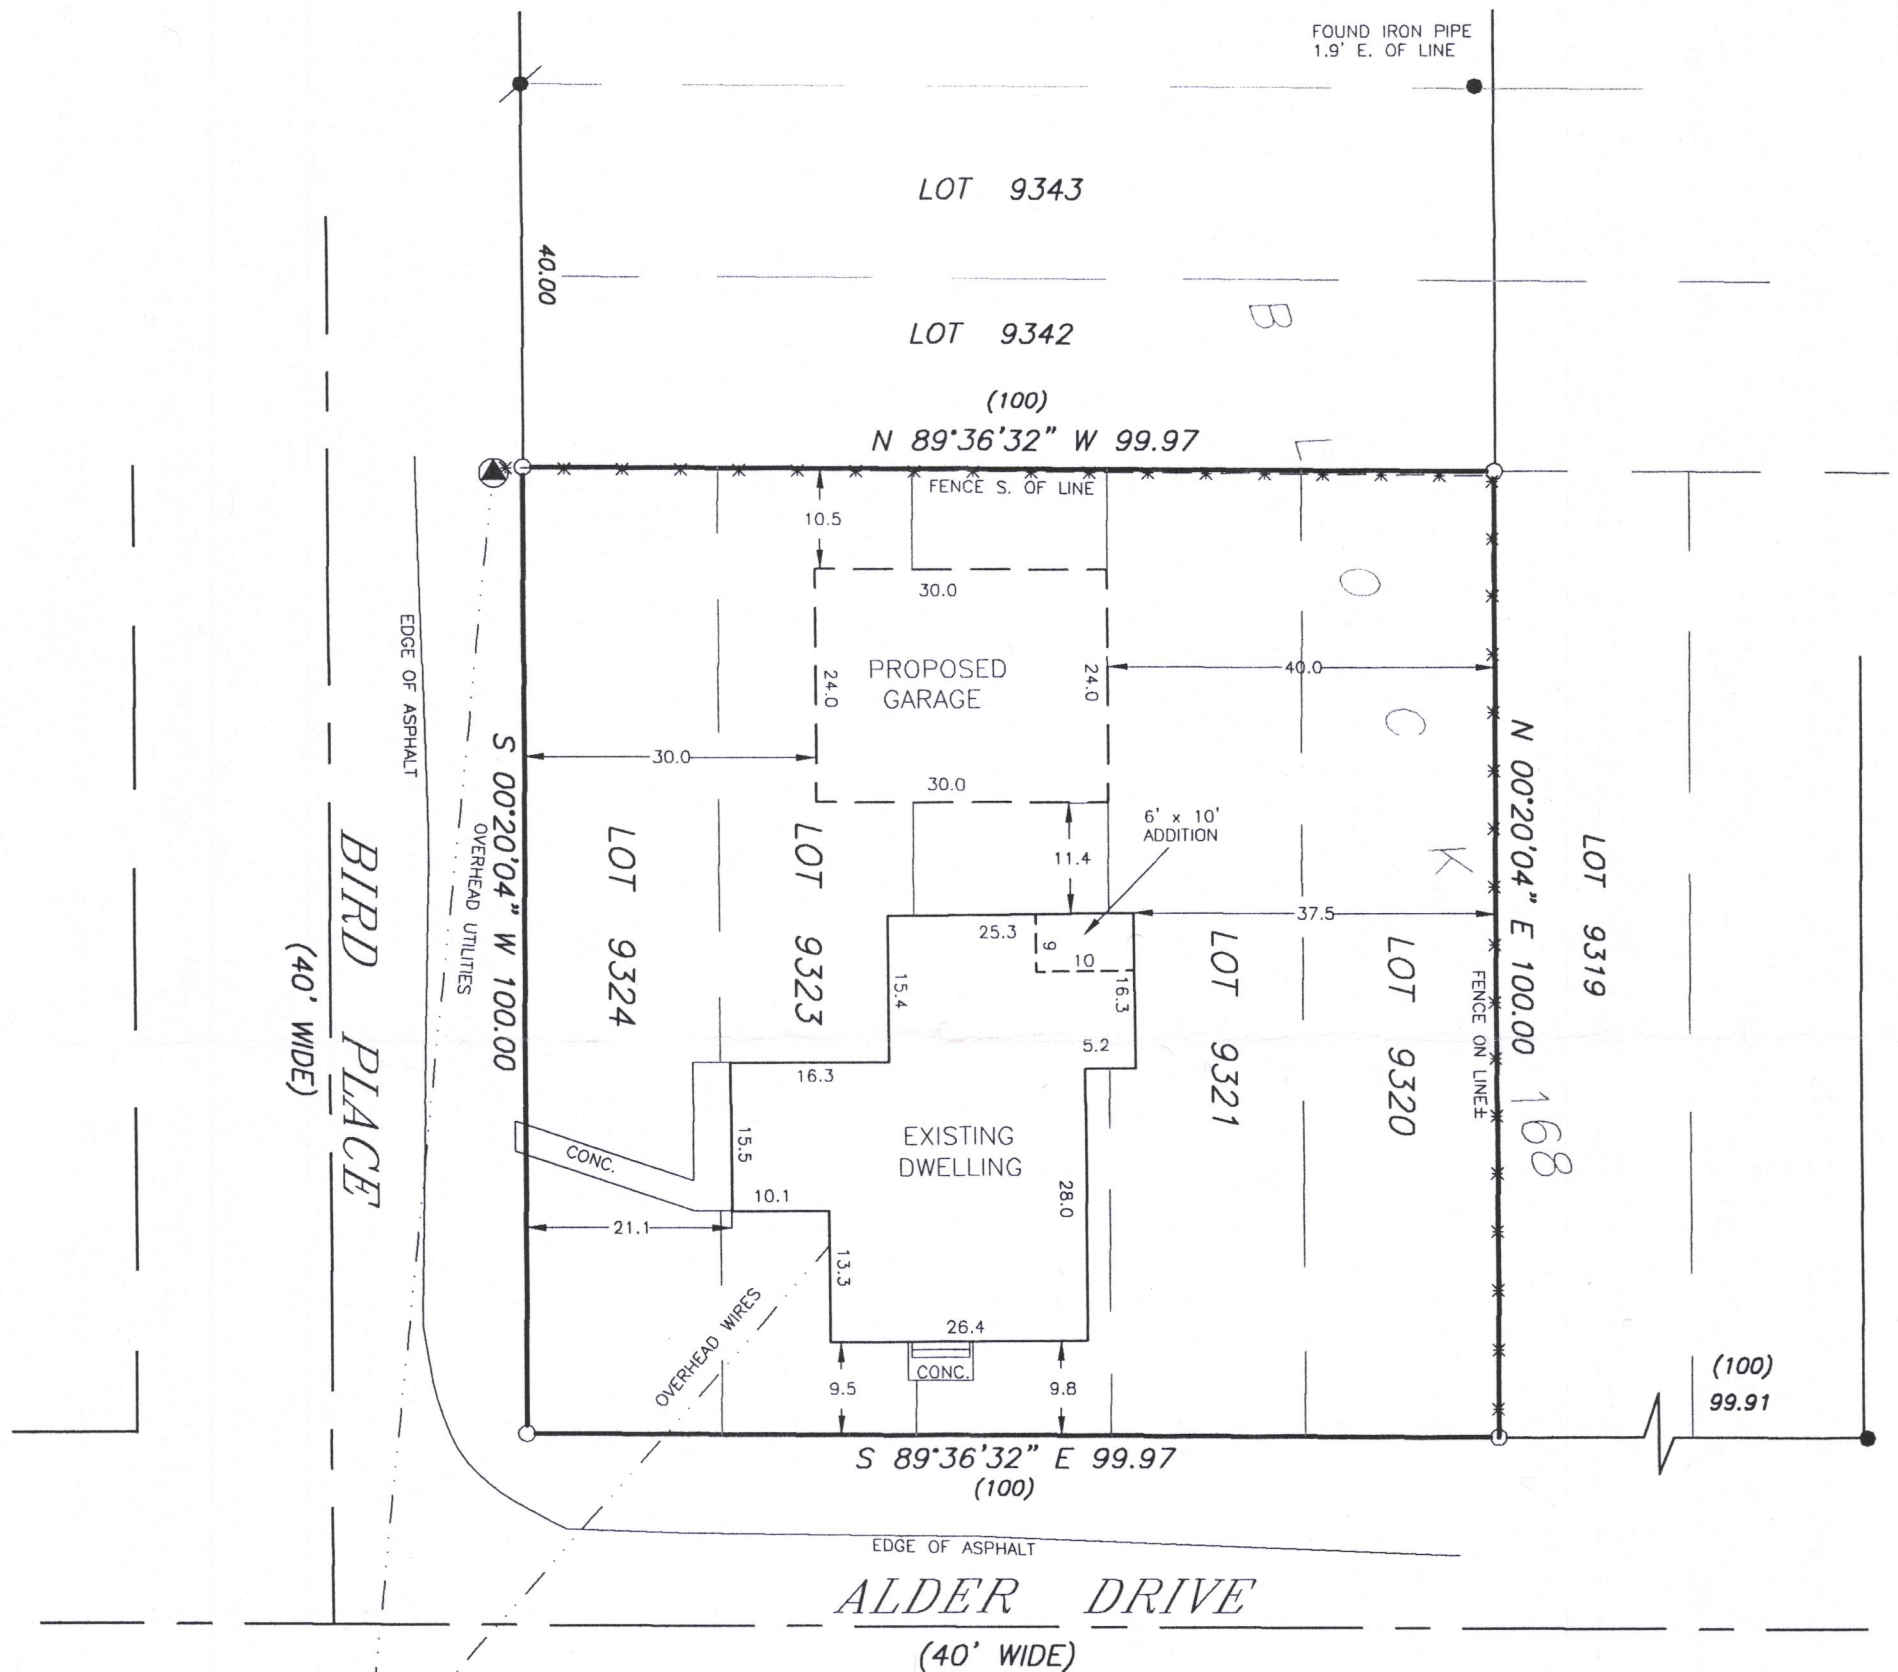 FOUND IRON PIPE
1.9' E. OF LINE
LOT 9343
40.00
LOT 9342
(100)
N 89°36'32" W 99.97
FENCE S. OF LINE
BLOCK 168
10.5
30.0
PROPOSED
GARAGE
24.0
24.0
40.0
30.0
30.0
EDGE OF ASPHALT
S 00°20'04" W 100.00
OVERHEAD UTILITIES
BIRD PLACE
(40' WIDE)
LOT 9324
LOT 9323
11.4
6' x 10'
ADDITION
N 00°20'04" E 100.00
LOT 9319
37.5
25.3
6
10
15.4
16.3
5.2
LOT 9321
LOT 9320
FENCE ON LINE±
16.3
EXISTING
DWELLING
15.5
CONC.
10.1
28.0
21.1
13.3
OVERHEAD WIRES
26.4
CONC.
9.5
9.8
(100)
99.91
S 89°36'32" E 99.97
(100)
EDGE OF ASPHALT
ALDER DRIVE
(40' WIDE)